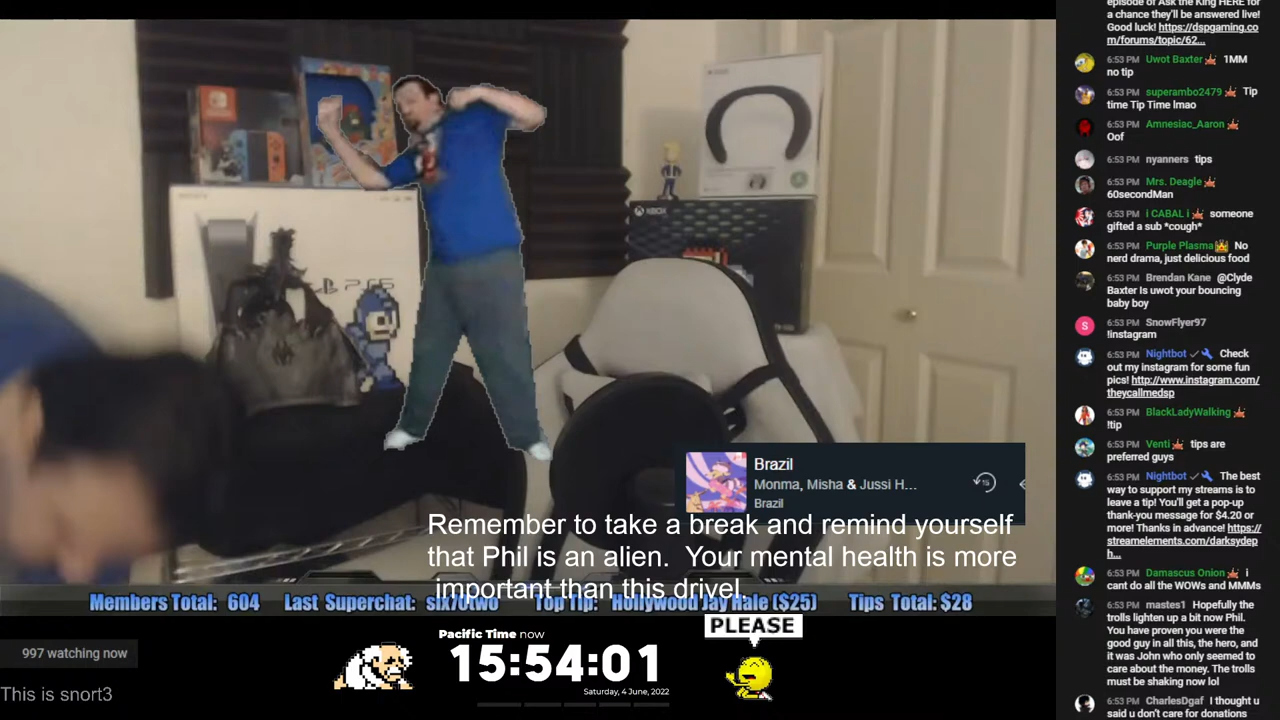 XBOX
PS5
Brazil
Monma, Misha & Jussi H...
Brazil
15
Remember to take a break and remind yourself
that Phil is an alien.  Your mental health is more
important than this drivel.
Members Total: 604
Last Superchat: six70two
Top Tip: Hollywood Jay Hale ($25)
Tips Total: $28
PLEASE
Pacific Time now
15:54:01
Saturday, 4 June, 2022
997 watching now
This is snort3
episode of Ask the King HERE for
a chance they'll be answered live!
Good luck! https://dspgaming.co
m/forums/topic/62...
6:53 PM Uwot Baxter 1MM
no tip
6:53 PM superambo2479 Tip
time Tip Time lmao
6:53 PM Amnesiac_Aaron
Oof
6:53 PM nyanners tips
6:53 PM Mrs. Deagle
60secondMan
6:53 PM i CABAL i someone
gifted a sub *cough*
6:53 PM Purple Plasma No
nerd drama, just delicious food
6:53 PM Brendan Kane @Clyde
Baxter Is uwot your bouncing
baby boy
S
6:53 PM SnowFlyer97
!instagram
6:53 PM Nightbot Check
out my instagram for some fun
pics! http://www.instagram.com/
theycallmedsp
6:53 PM BlackLadyWalking
!tip
6:53 PM Venti tips are
preferred guys
6:53 PM Nightbot The best
way to support my streams is to
leave a tip! You'll get a pop-up
thank-you message for $4.20 or
more! Thanks in advance! https://
streamelements.com/darksydep
h...
6:53 PM Damascus Onion i
cant do all the WOWs and MMMs
6:53 PM mastes1 Hopefully the
trolls lighten up a bit now Phil.
You have proven you were the
good guy in all this, the hero, and
it was John who only seemed to
care about the money. The trolls
must be shaking now lol
6:53 PM CharlesDgaf I thought u
said u don't care for donations